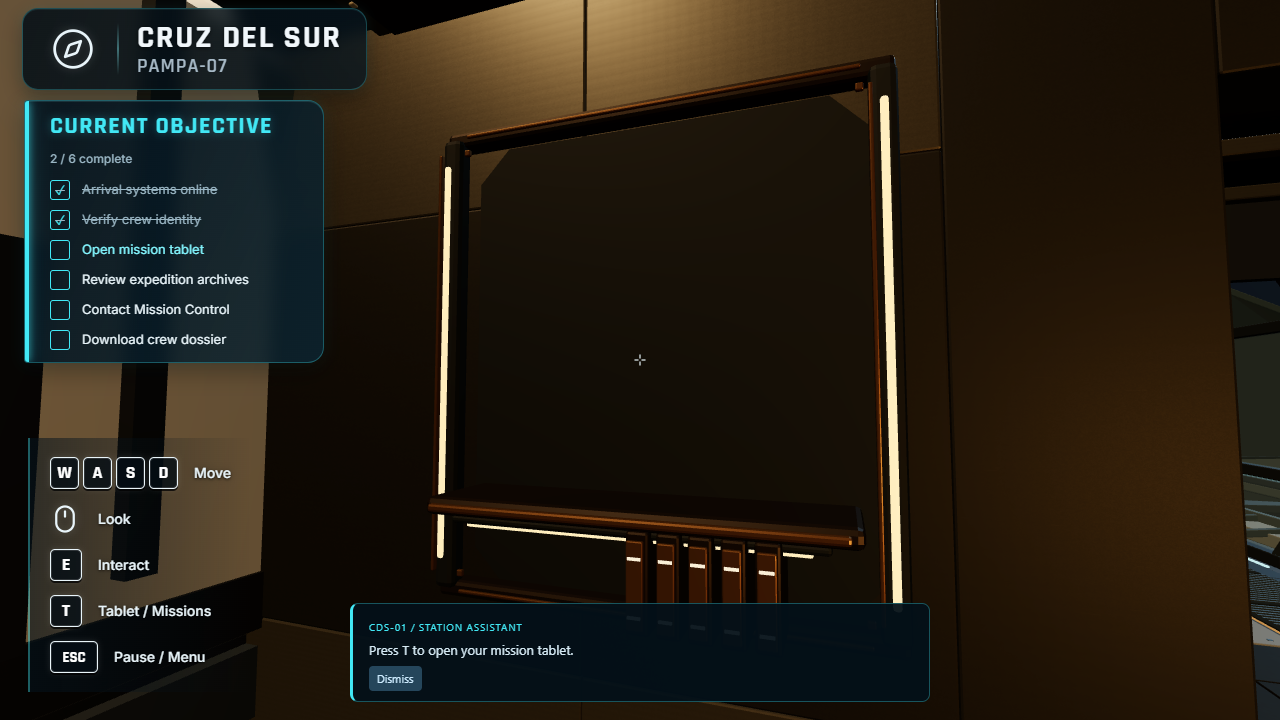 CRUZ DEL SUR
PAMPA-07
CURRENT OBJECTIVE
2 / 6 complete
Arrival systems online
Verify crew identity
Open mission tablet
Review expedition archives
Contact Mission Control
Download crew dossier
W A S D Move
Look
E Interact
T Tablet / Missions
ESC Pause / Menu
CDS-01 / STATION ASSISTANT
Press T to open your mission tablet.
Dismiss